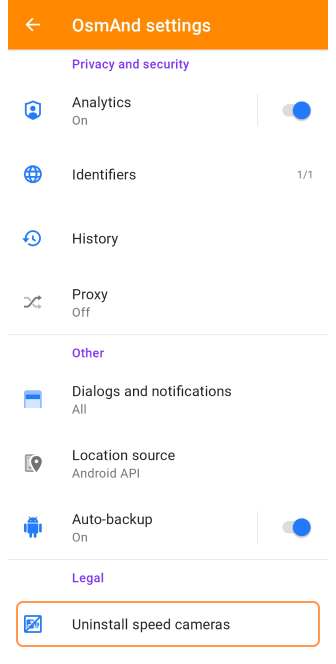 OsmAnd settings
Privacy and security
Analytics
On
Identifiers
1/1
History
Proxy
Off
Other
Dialogs and notifications
All
Location source
Android API
Auto-backup
On
Legal
Uninstall speed cameras